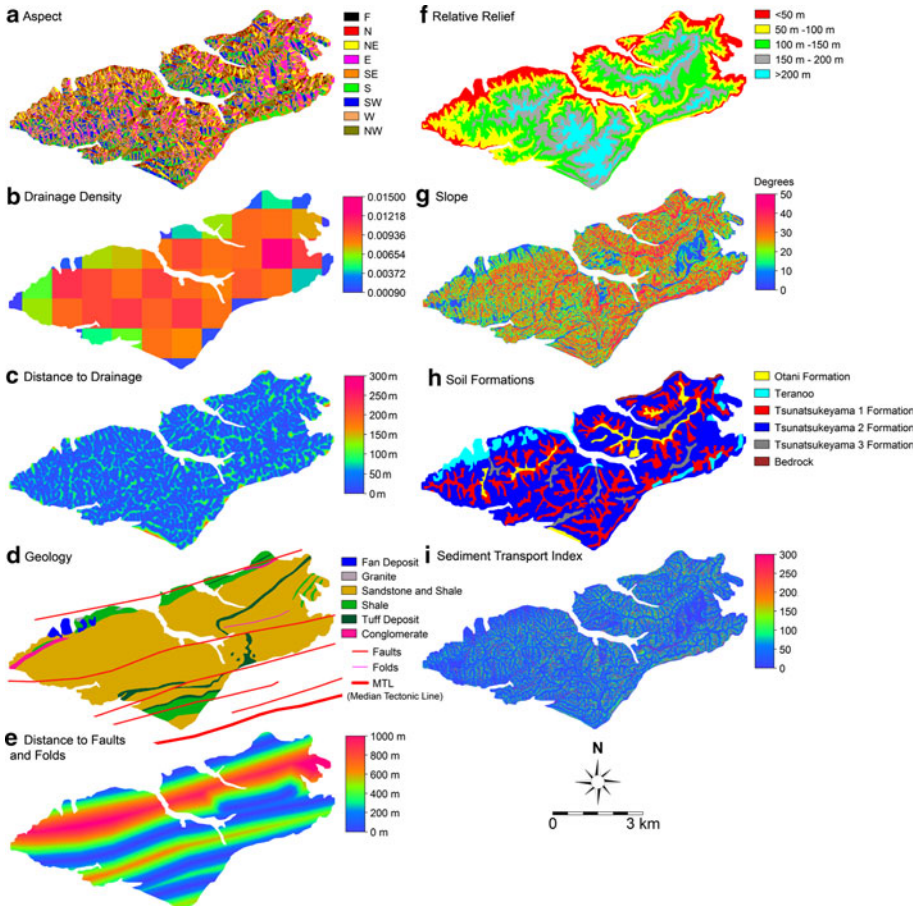 a Aspect
F
N
NE
E
SE
S
SW
W
NW
b Drainage Density
0.01500
0.01218
0.00936
0.00654
0.00372
0.00090
c Distance to Drainage
300 m
250 m
200 m
150 m
100 m
50 m
0 m
d Geology
Fan Deposit
Granite
Sandstone and Shale
Shale
Tuff Deposit
Conglomerate
Faults
Folds
MTL
(Median Tectonic Line)
e Distance to Faults
and Folds
1000 m
800 m
600 m
400 m
200 m
0 m
f Relative Relief
<50 m
50 m -100 m
100 m -150 m
150 m - 200 m
>200 m
g Slope
Degrees
50
40
30
20
10
0
h Soil Formations
Otani Formation
Teranoo
Tsunatsukeyama 1 Formation
Tsunatsukeyama 2 Formation
Tsunatsukeyama 3 Formation
Bedrock
i Sediment Transport Index
300
250
200
150
100
50
0
N
0 3 km